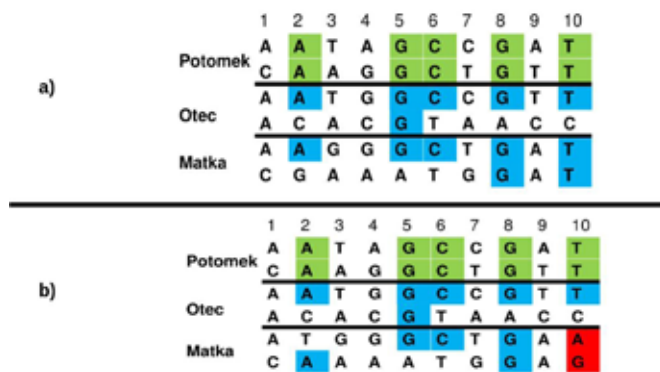 1 2 3 4 5 6 7 8 9 10
a)
Potomek
A A T A G C C G A T
C A A G G C T G T T
Otec
A A T G G C C G T T
A C A C G T A A C C
Matka
A A G G G C T G A T
C G A A A T G G A T
1 2 3 4 5 6 7 8 9 10
b)
Potomek
A A T A G C C G A T
C A A G G C T G T T
Otec
A A T G G C C G T T
A C A C G T A A C C
Matka
A T G G G C T G A A
C A A A A T G G A G